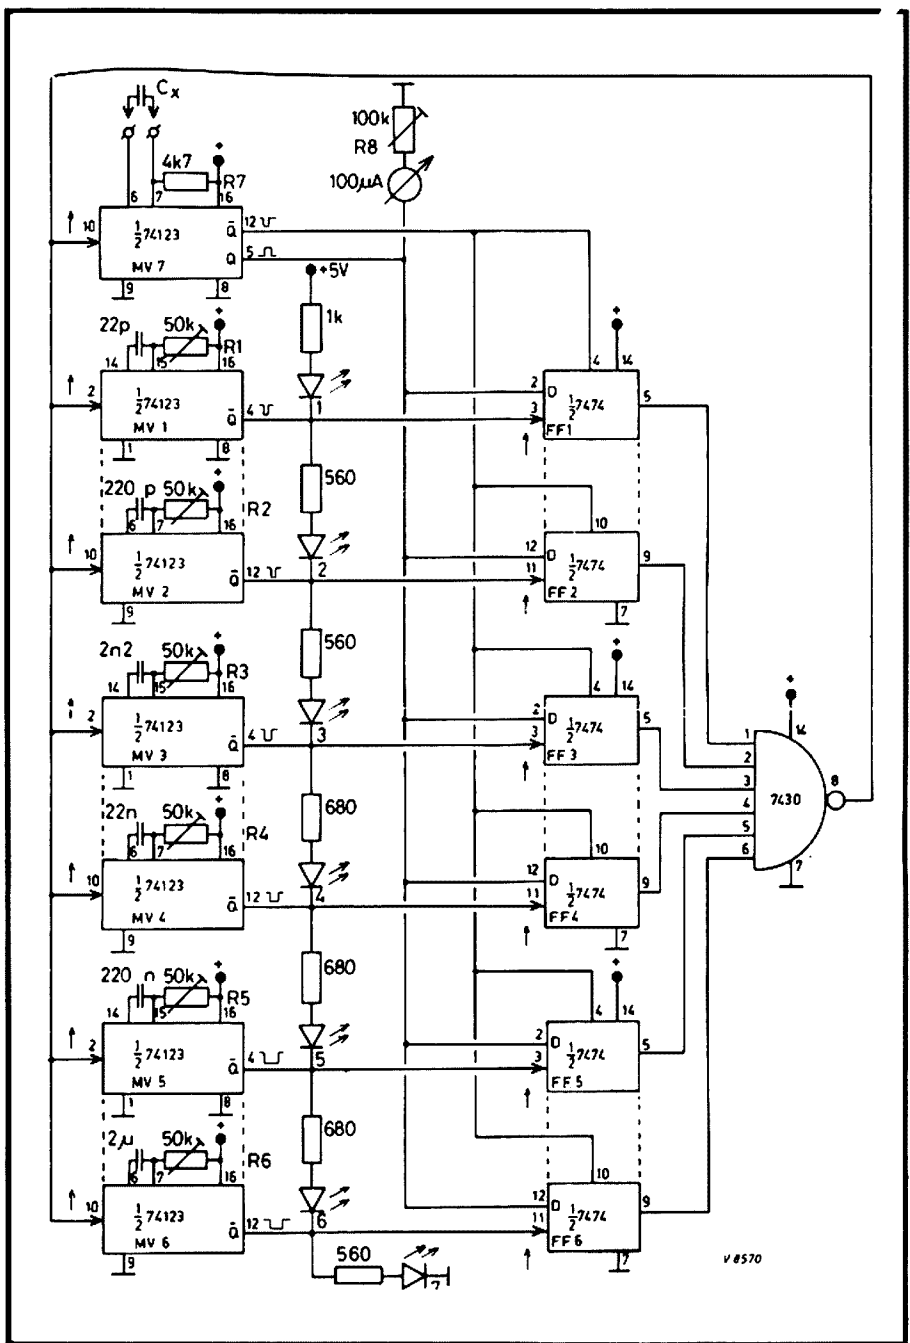 Cx
100k
R8
4k7
+
R7
100µA
6 7 16
10
½ 74123
MV 7
Q̄ 12
Q 5
9 8
+5V
1k
22p 50k +
R1
14 15 16
2
½ 74123
MV 1
Q̄ 4
1
1 8
+
4 14
2 D
3
½ 7474
FF1
5
560
220 p 50k +
R2
6 7 16
10
½ 74123
MV 2
Q̄ 12
2
9
10
12 D
11
½ 7474
FF2
9
7
560
2n2 50k +
R3
14 15 16
2
½ 74123
MV 3
Q̄ 4
3
1 8
+
4 14
2 D
3
½ 7474
FF3
5
+
14
1
2
3
4
5
6
7430
8
7
680
22n 50k +
R4
6 7 16
10
½ 74123
MV 4
Q̄ 12
4
9
10
12 D
11
½ 7474
FF4
9
7
680
220 n 50k +
R5
14 15 16
2
½ 74123
MV 5
Q̄ 4
5
1 8
+
4 14
2 D
3
½ 7474
FF5
5
680
2µ 50k +
R6
6 7 16
10
½ 74123
MV 6
Q̄ 12
6
9
10
12 D
11
½ 7474
FF6
9
7
560
7
V 8570